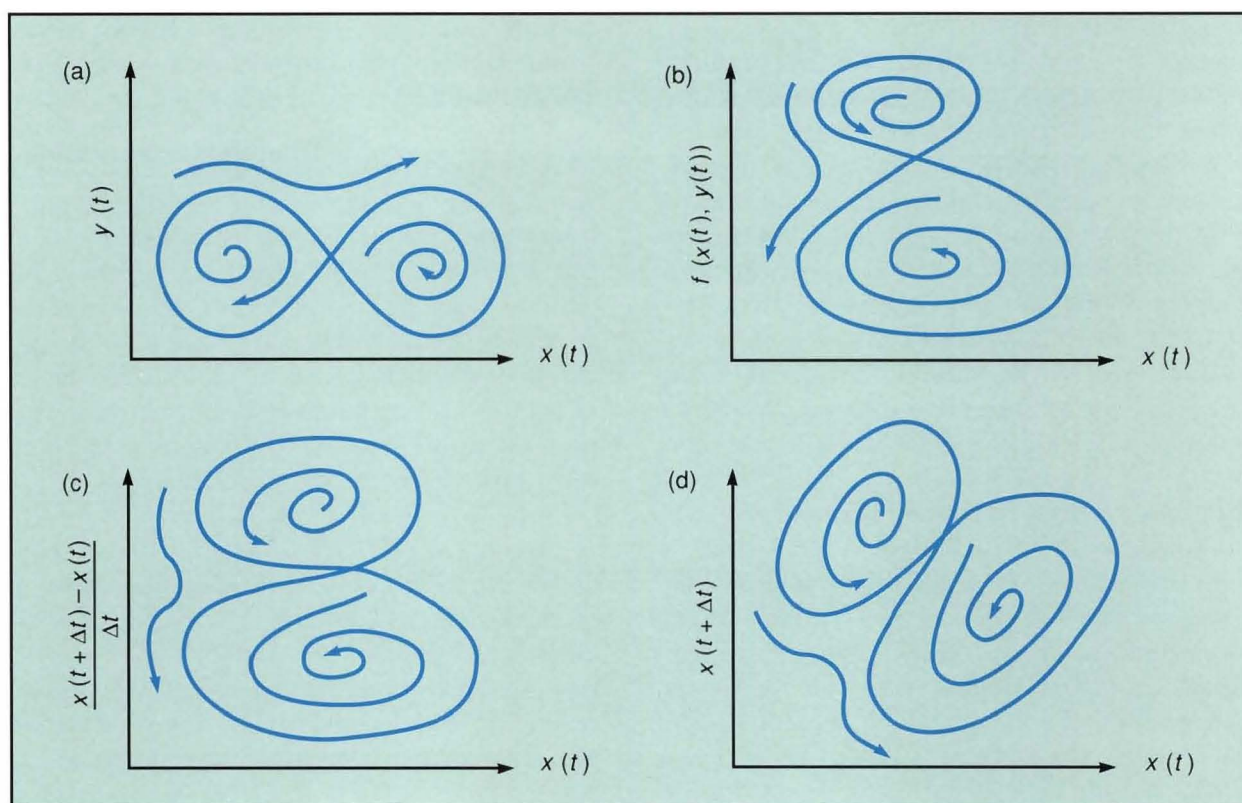 (a)
y (t)
x (t)
(b)
f (x(t), y(t))
x (t)
(c)
x (t + Δt) − x (t)
Δt
x (t)
(d)
x (t + Δt)
x (t)